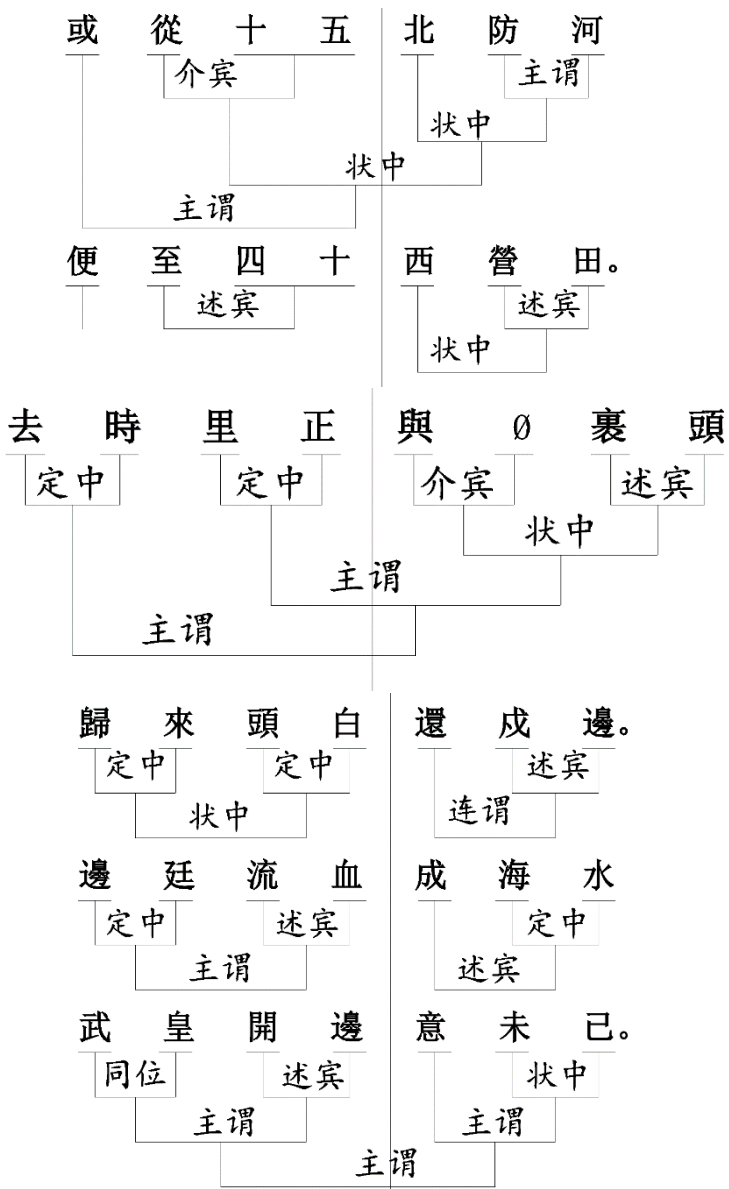 或 從 十 五 北 防 河
介宾 主谓
状中
状中
主谓
便 至 四 十 西 營 田。
述宾 述宾
状中
去 時 里 正 與 ∅ 裹 頭
定中 定中 介宾 述宾
状中
主谓
主谓
歸 來 頭 白 還 戍 邊。
定中 定中 述宾
状中 连谓
邊 廷 流 血 成 海 水
定中 述宾 定中
主谓 述宾
武 皇 開 邊 意 未 已。
同位 述宾 状中
主谓 主谓
主谓